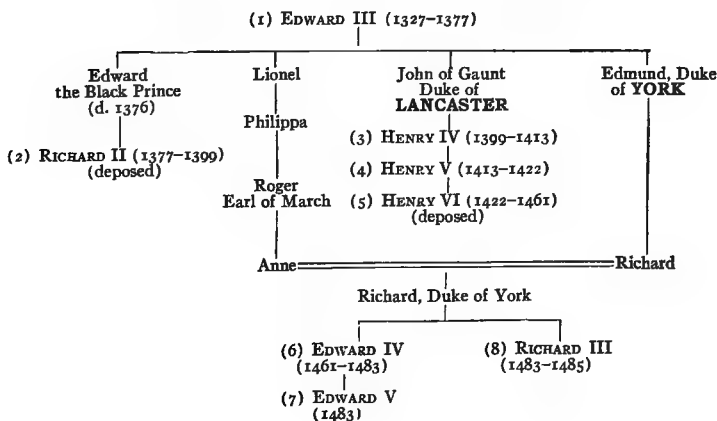 (1) EDWARD III (1327–1377)
Edward
the Black Prince
(d. 1376)
Lionel
John of Gaunt
Duke of
LANCASTER
Edmund, Duke
of YORK
Philippa
(2) RICHARD II (1377–1399)
(deposed)
(3) HENRY IV (1399–1413)
(4) HENRY V (1413–1422)
Roger
Earl of March
(5) HENRY VI (1422–1461)
(deposed)
Anne
Richard
Richard, Duke of York
(6) EDWARD IV
(1461–1483)
(8) RICHARD III
(1483–1485)
(7) EDWARD V
(1483)